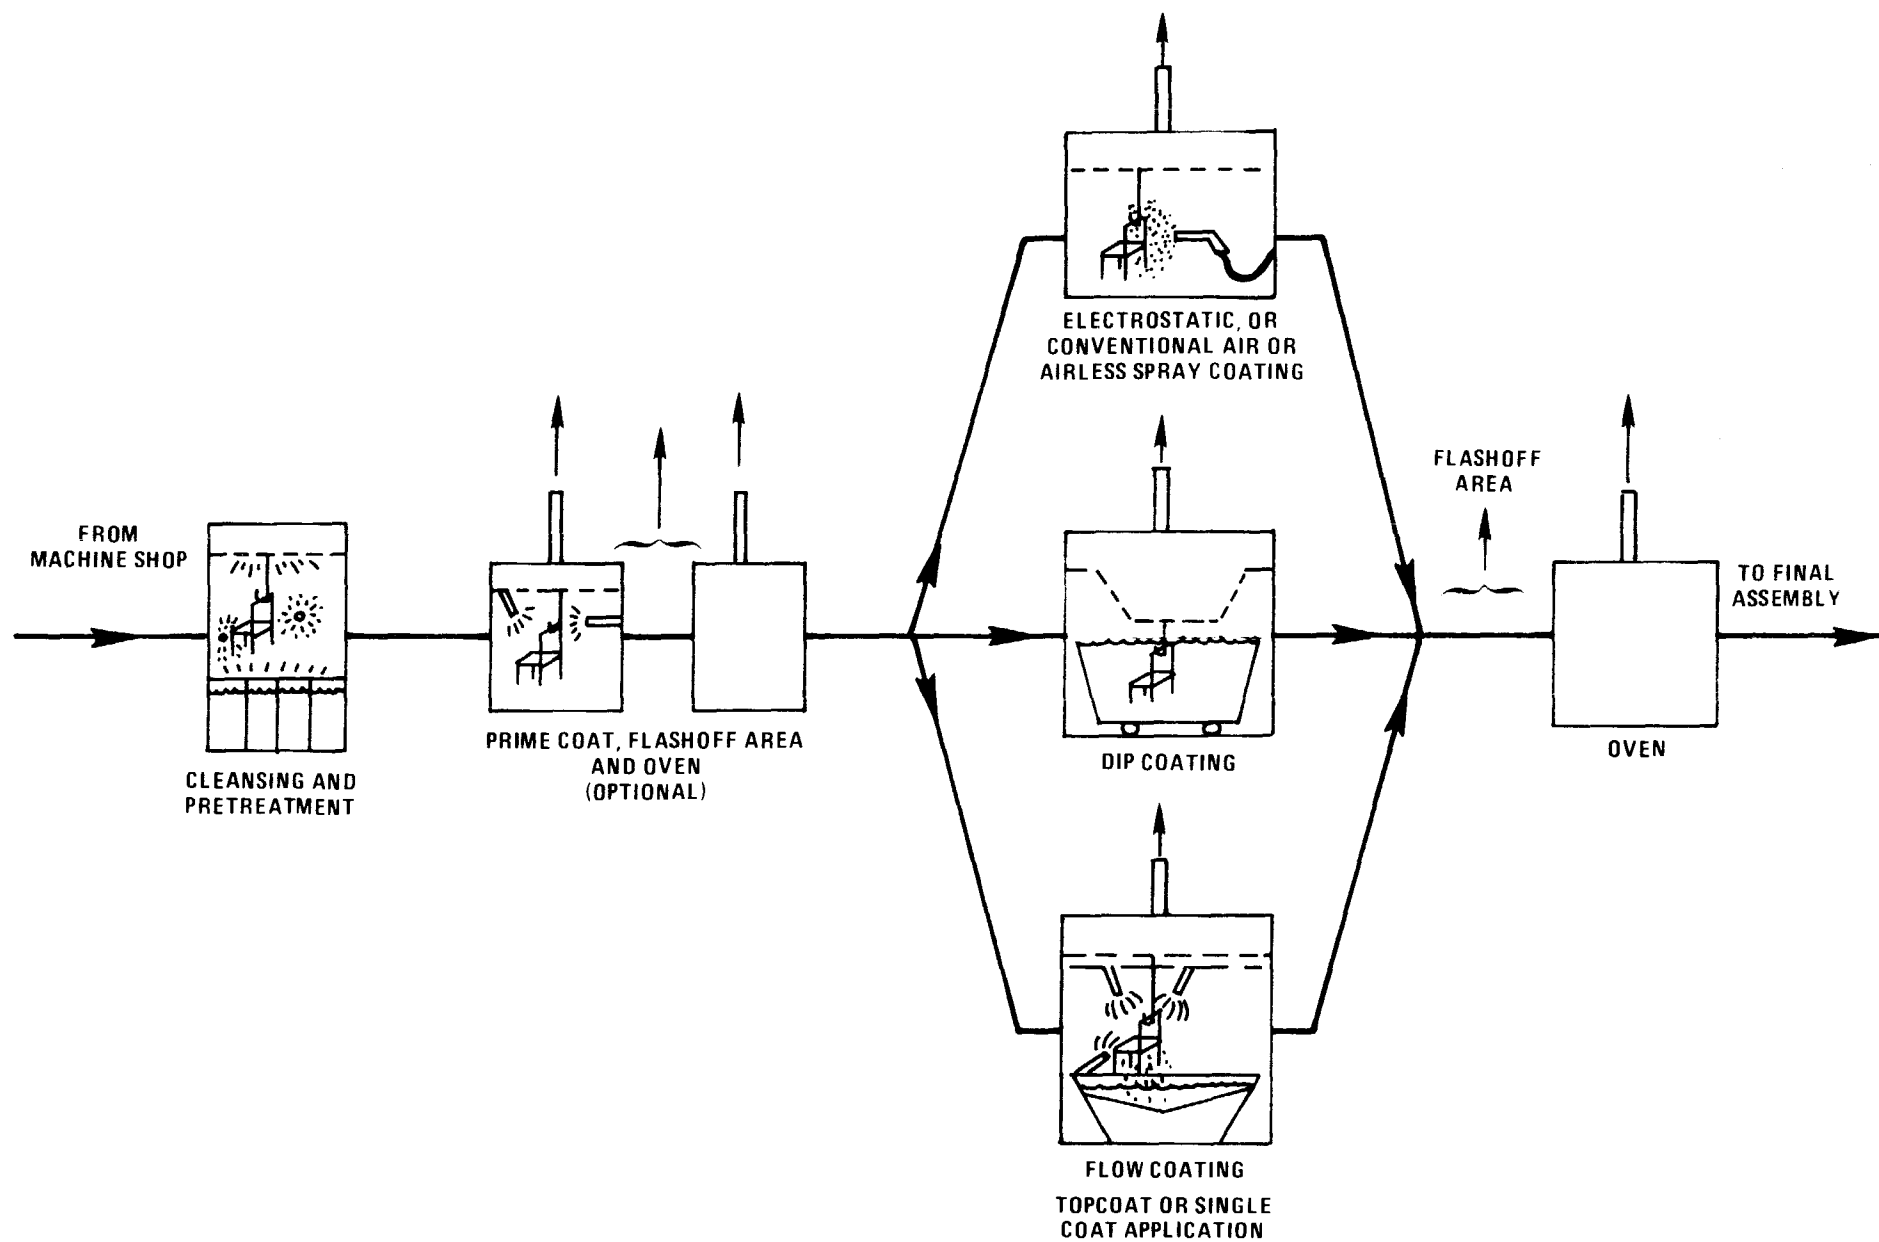 FROM
MACHINE SHOP
CLEANSING AND
PRETREATMENT
PRIME COAT, FLASHOFF AREA
AND OVEN
(OPTIONAL)
ELECTROSTATIC, OR
CONVENTIONAL AIR OR
AIRLESS SPRAY COATING
DIP COATING
FLOW COATING
TOPCOAT OR SINGLE
COAT APPLICATION
FLASHOFF
AREA
OVEN
TO FINAL
ASSEMBLY